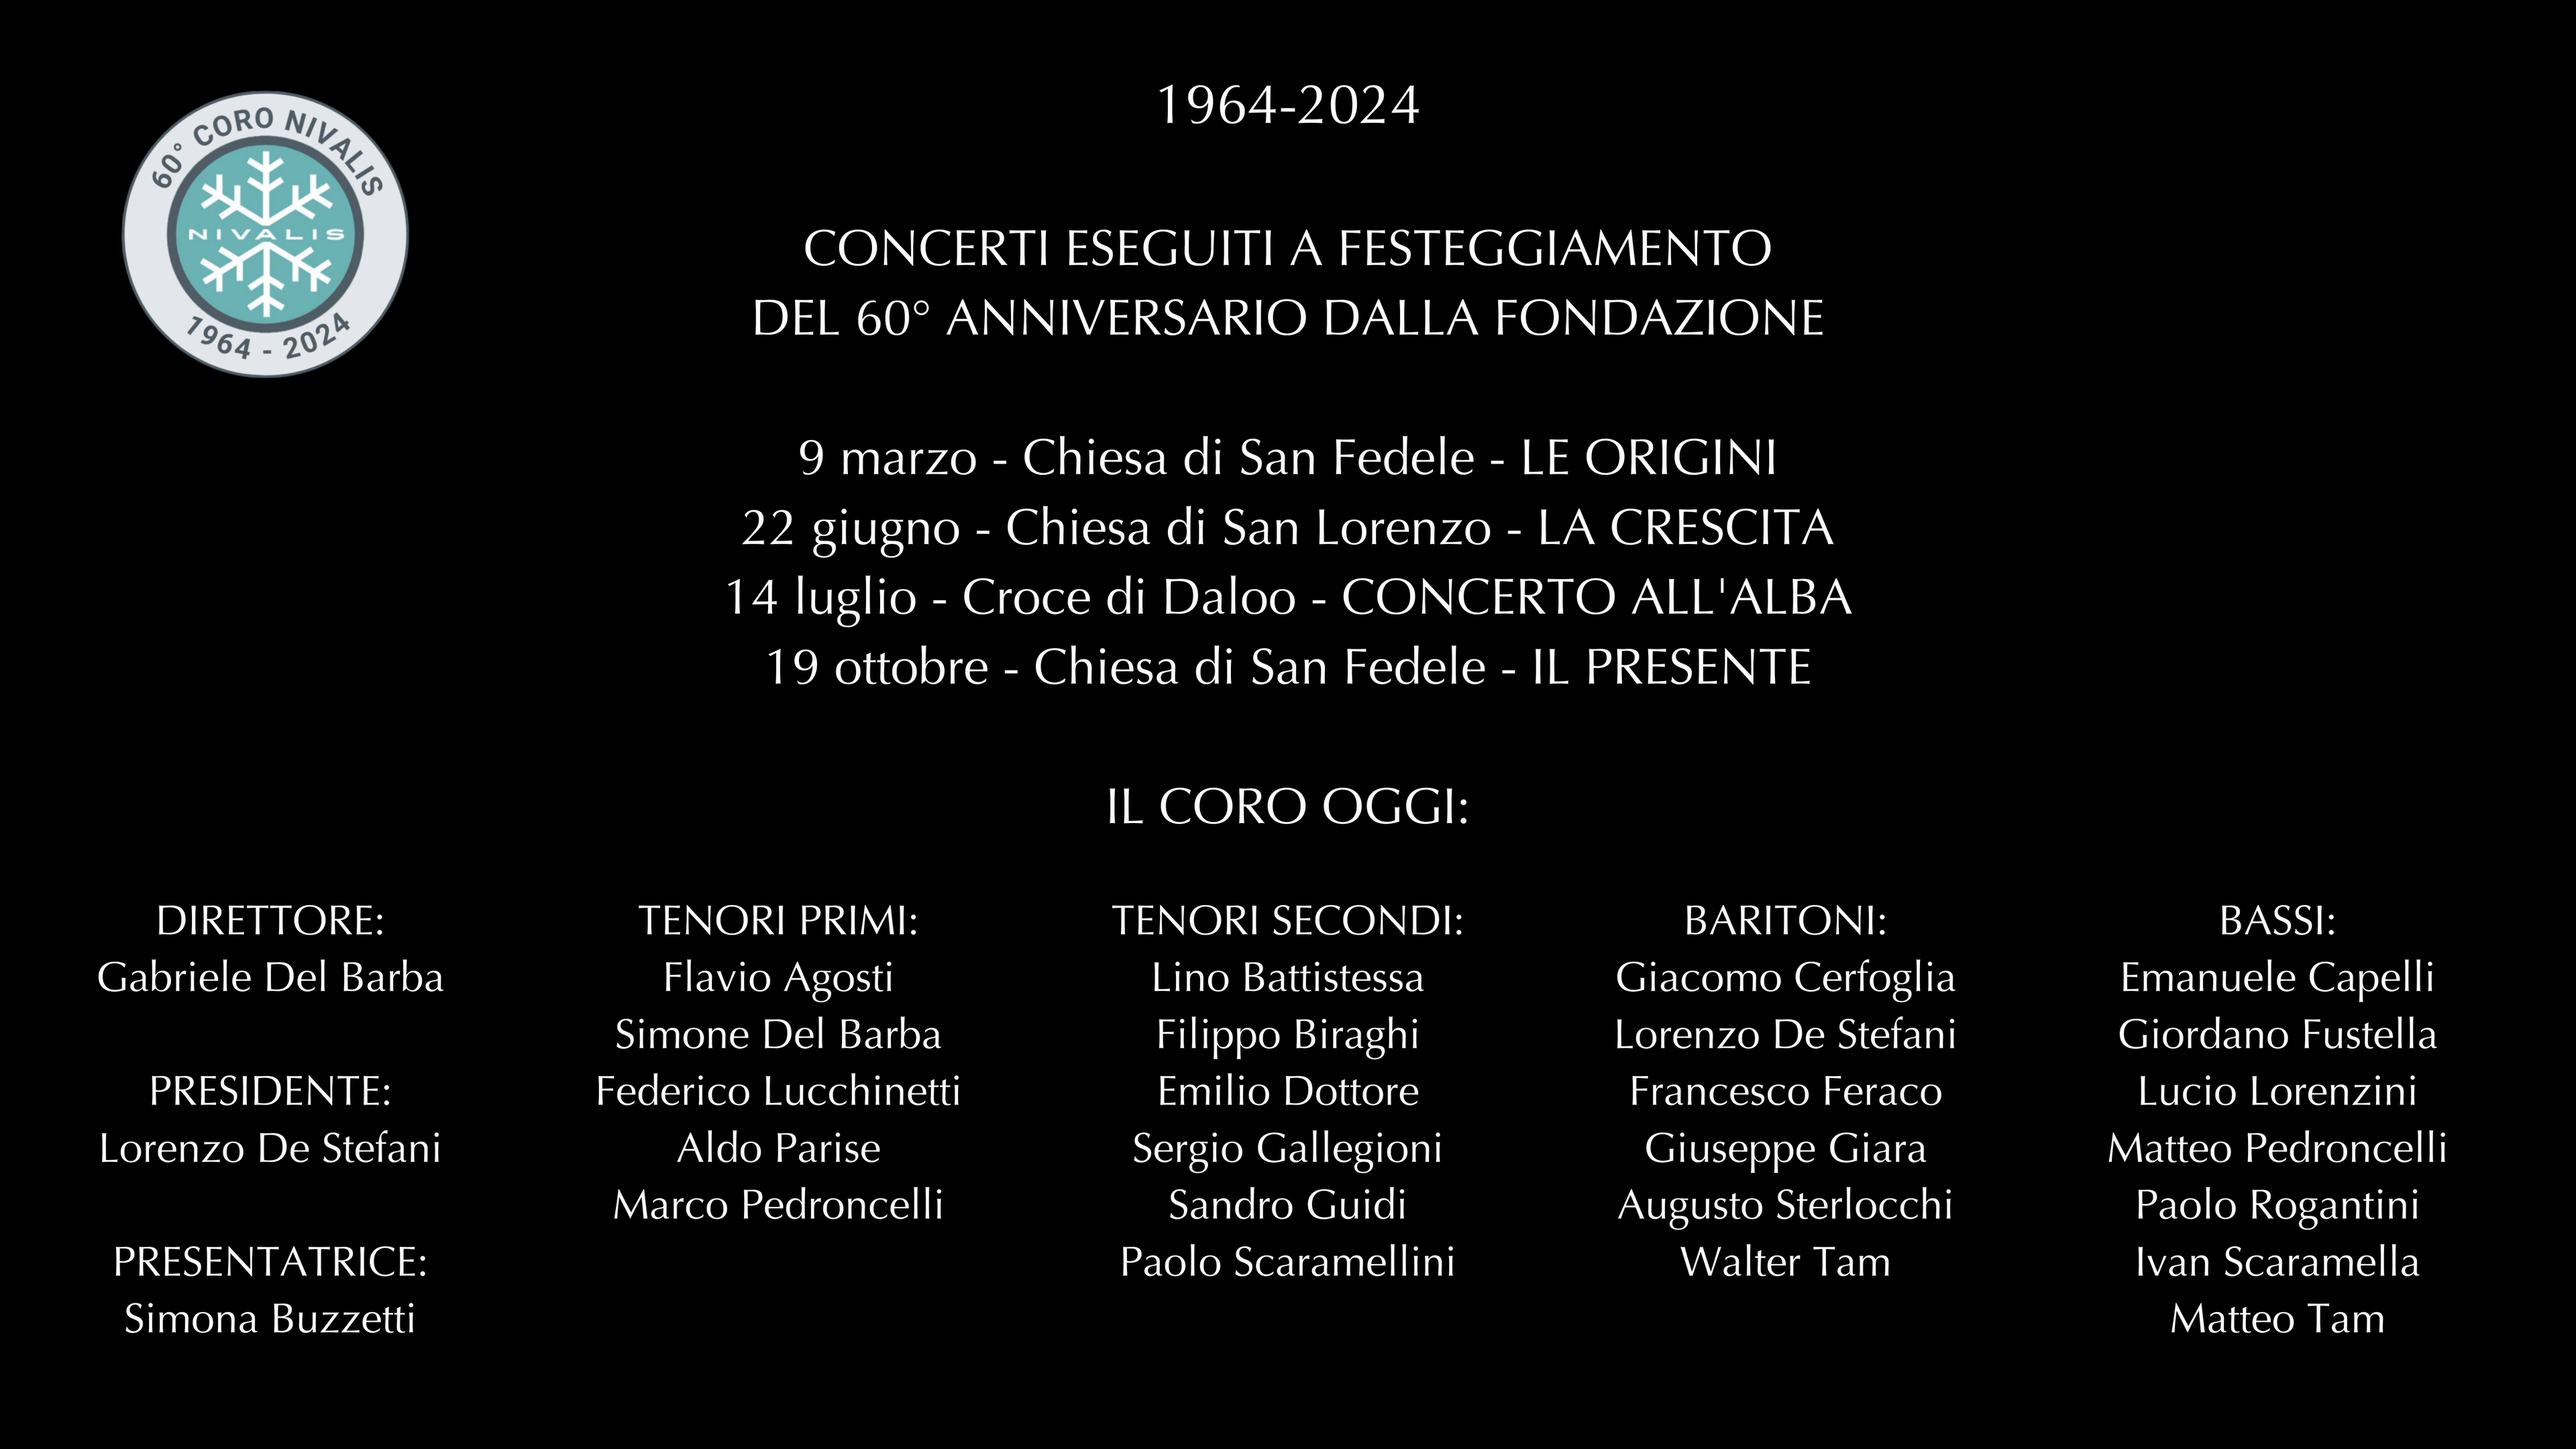 60° CORO NIVALIS
NIVALIS
1964 - 2024
1964-2024
CONCERTI ESEGUITI A FESTEGGIAMENTO
DEL 60° ANNIVERSARIO DALLA FONDAZIONE
9 marzo - Chiesa di San Fedele - LE ORIGINI
22 giugno - Chiesa di San Lorenzo - LA CRESCITA
14 luglio - Croce di Daloo - CONCERTO ALL'ALBA
19 ottobre - Chiesa di San Fedele - IL PRESENTE
IL CORO OGGI:
DIRETTORE:
Gabriele Del Barba
PRESIDENTE:
Lorenzo De Stefani
PRESENTATRICE:
Simona Buzzetti
TENORI PRIMI:
Flavio Agosti
Simone Del Barba
Federico Lucchinetti
Aldo Parise
Marco Pedroncelli
TENORI SECONDI:
Lino Battistessa
Filippo Biraghi
Emilio Dottore
Sergio Gallegioni
Sandro Guidi
Paolo Scaramellini
BARITONI:
Giacomo Cerfoglia
Lorenzo De Stefani
Francesco Feraco
Giuseppe Giara
Augusto Sterlocchi
Walter Tam
BASSI:
Emanuele Capelli
Giordano Fustella
Lucio Lorenzini
Matteo Pedroncelli
Paolo Rogantini
Ivan Scaramella
Matteo Tam